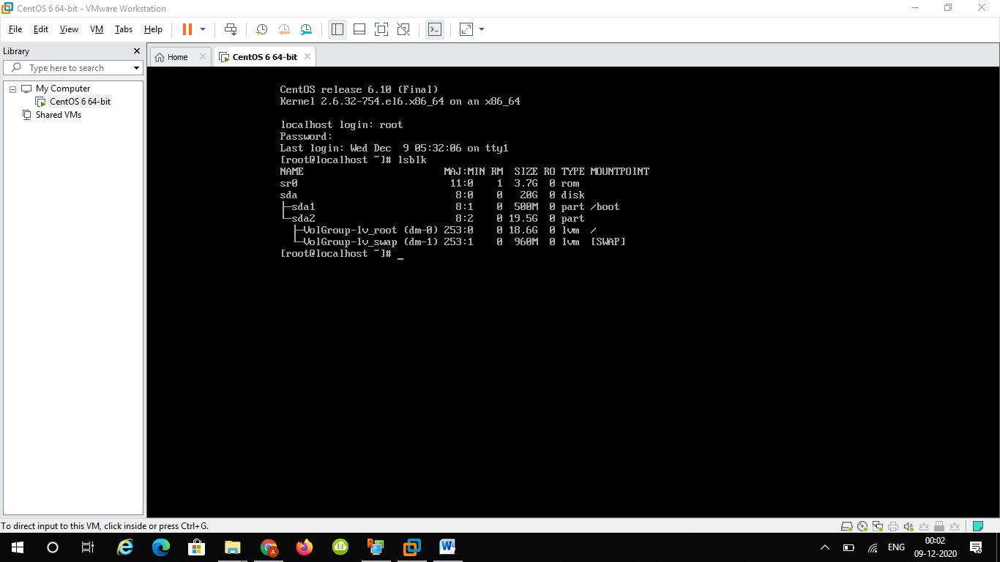 CentOS 6 64-bit - VMware Workstation
File Edit View VM Tabs Help
Library
Type here to search
My Computer
CentOS 6 64-bit
Shared VMs
Home
CentOS 6 64-bit
CentOS release 6.10 (Final)
Kernel 2.6.32-754.el6.x86_64 on an x86_64
localhost login: root
Password:
Last login: Wed Dec  9 05:32:06 on tty1
[root@localhost ~]# lsblk
NAME                        MAJ:MIN RM  SIZE RO TYPE MOUNTPOINT
sr0                          11:0    1  3.7G  0 rom
sda                           8:0    0   20G  0 disk
├─sda1                        8:1    0  500M  0 part /boot
└─sda2                        8:2    0 19.5G  0 part
  ├─VolGroup-lv_root (dm-0) 253:0    0 18.6G  0 lvm  /
  └─VolGroup-lv_swap (dm-1) 253:1    0  960M  0 lvm  [SWAP]
[root@localhost ~]# _
To direct input to this VM, click inside or press Ctrl+G.
ENG
00:02
09-12-2020